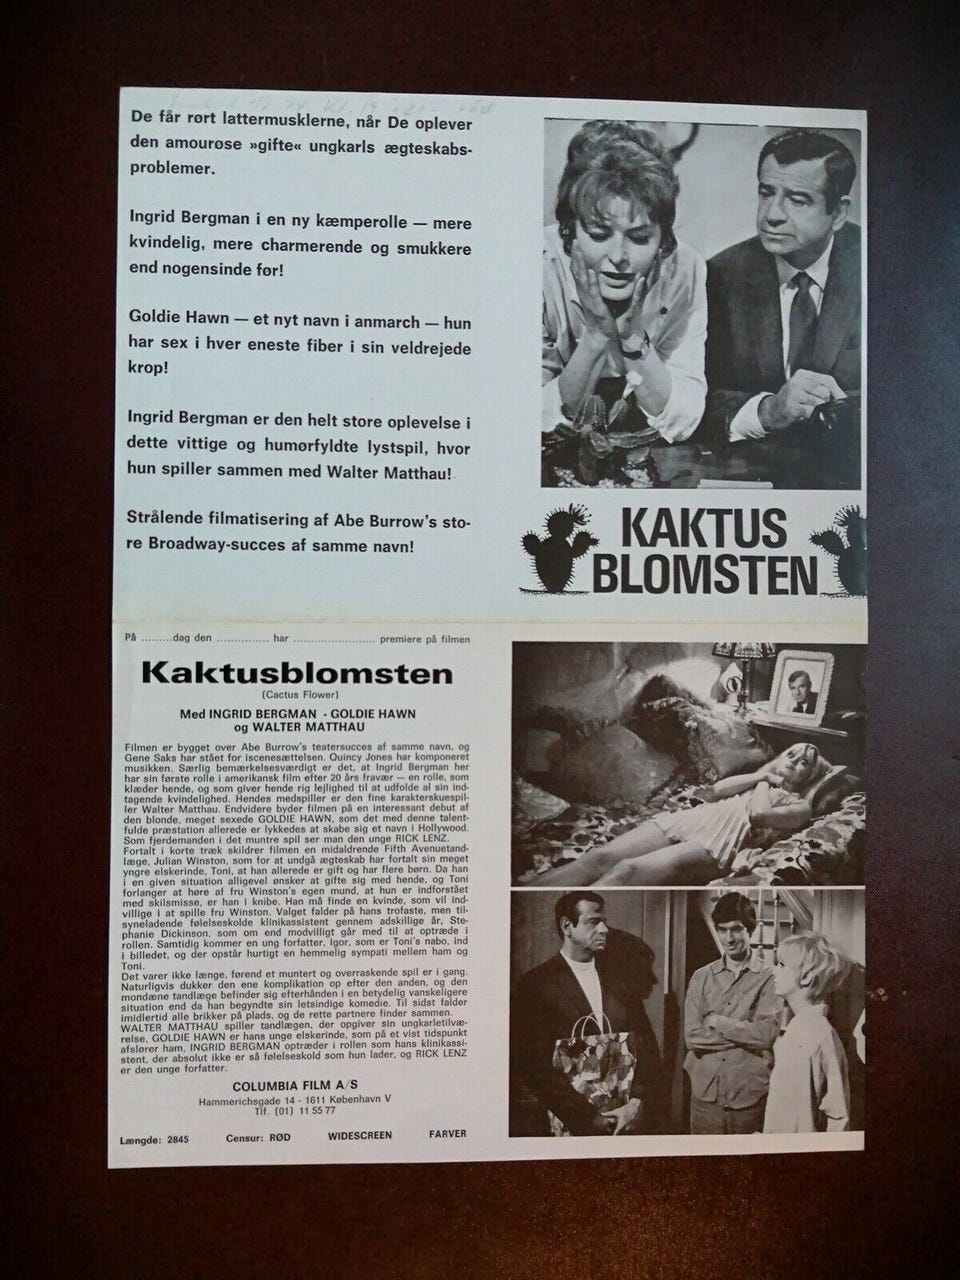 De får rørt lattermusklerne, når De oplever
den amourøse »gifte« ungkarls ægteskabs-
problemer.
Ingrid Bergman i en ny kæmperolle — mere
kvindelig, mere charmerende og smukkere
end nogensinde før!
Goldie Hawn — et nyt navn i anmarch — hun
har sex i hver eneste fiber i sin veldrejede
krop!
Ingrid Bergman er den helt store oplevelse i
dette vittige og humørfyldte lystspil, hvor
hun spiller sammen med Walter Matthau!
Strålende filmatisering af Abe Burrow's sto-
re Broadway-succes af samme navn!
KAKTUS
BLOMSTEN
På .........dag den ............... har ........................ premiere på filmen
Kaktusblomsten
(Cactus Flower)
Med INGRID BERGMAN - GOLDIE HAWN
og WALTER MATTHAU
Filmen er bygget over Abe Burrow's teatersucces af samme navn, og
Gene Saks har stået for iscenesættelsen. Quincy Jones har komponeret
musikken. Særlig bemærkelsesværdigt er det, at Ingrid Bergman her
har sin første rolle i amerikansk film efter 20 års fravær — en rolle, som
klæder hende, og som giver hende rig lejlighed til at udfolde al sin ind-
tagende kvindelighed. Hendes medspiller er den fine karakterskuespil-
ler Walter Matthau. Endvidere byder filmen på en interessant debut af
den blonde, meget sexede GOLDIE HAWN, som det med denne talent-
fulde præstation allerede er lykkedes at skabe sig et navn i Hollywood.
Som fjerdemanden i det muntre spil ser man den unge RICK LENZ.
Fortalt i korte træk skildrer filmen en midaldrende Fifth Avenuetand-
læge, Julian Winston, som for at undgå ægteskab har fortalt sin meget
yngre elskerinde, Toni, at han allerede er gift og har flere børn. Da han
i en given situation alligevel ønsker at gifte sig med hende, og Toni
forlanger at høre af fru Winston's egen mund, at hun er indforstået
med skilsmisse, er han i knibe. Han må finde en kvinde, som vil ind-
villige i at spille fru Winston. Valget falder på hans trofaste, men til-
syneladende følelseskolde klinikassistent gennem adskillige år, Ste-
phanie Dickinson, som om end modvilligt går med til at optræde i
rollen. Samtidig kommer en ung forfatter, Igor, som er Toni's nabo, ind
i billedet, og der opstår hurtigt en hemmelig sympati mellem ham og
Toni.
Det varer ikke længe, førend et muntert og overraskende spil er i gang.
Naturligvis dukker den ene komplikation op efter den anden, og den
mondæne tandlæge befinder sig efterhånden i en betydelig vanskeligere
situation end da han begyndte sin letsindige komedie. Til sidst falder
imidlertid alle brikker på plads, og de rette partnere finder sammen.
WALTER MATTHAU spiller tandlægen, der opgiver sin ungkarletilvæ-
relse, GOLDIE HAWN er hans unge elskerinde, som på et vist tidspunkt
afslører ham, INGRID BERGMAN optræder i rollen som hans klinikassi-
stent, der absolut ikke er så følelseskold som hun lader, og RICK LENZ
er den unge forfatter.
COLUMBIA FILM A/S
Hammerichsgade 14 - 1611 København V
Tlf. (01) 11 55 77
Længde: 2845 Censur: RØD WIDESCREEN FARVER